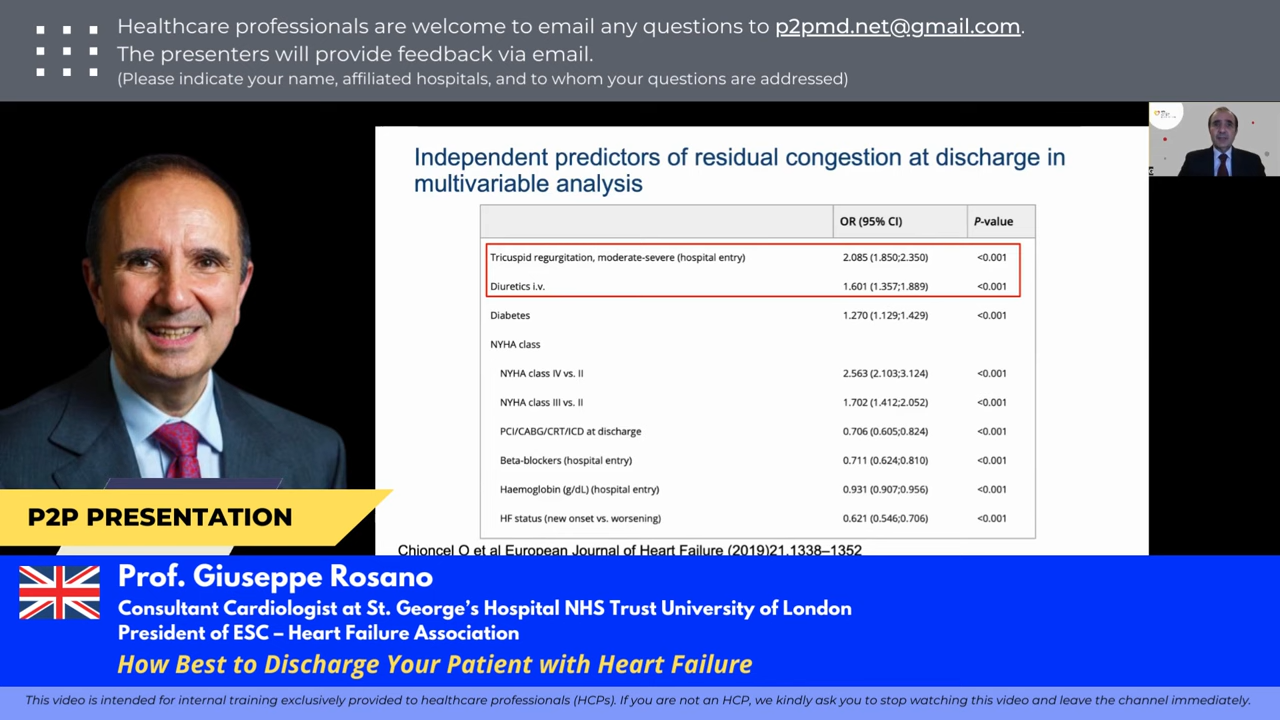 Healthcare professionals are welcome to email any questions to p2pmd.net@gmail.com.
The presenters will provide feedback via email.
(Please indicate your name, affiliated hospitals, and to whom your questions are addressed)
Independent predictors of residual congestion at discharge in
multivariable analysis
OR (95% CI) P-value
Tricuspid regurgitation, moderate-severe (hospital entry) 2.085 (1.850;2.350) <0.001
Diuretics i.v. 1.601 (1.357;1.889) <0.001
Diabetes 1.270 (1.129;1.429) <0.001
NYHA class
NYHA class IV vs. II 2.563 (2.103;3.124) <0.001
NYHA class III vs. II 1.702 (1.412;2.052) <0.001
PCI/CABG/CRT/ICD at discharge 0.706 (0.605;0.824) <0.001
Beta-blockers (hospital entry) 0.711 (0.624;0.810) <0.001
Haemoglobin (g/dL) (hospital entry) 0.931 (0.907;0.956) <0.001
HF status (new onset vs. worsening) 0.621 (0.546;0.706) <0.001
Chioncel O et al European Journal of Heart Failure (2019)21,1338–1352
P2P PRESENTATION
Prof. Giuseppe Rosano
Consultant Cardiologist at St. George's Hospital NHS Trust University of London
President of ESC – Heart Failure Association
How Best to Discharge Your Patient with Heart Failure
This video is intended for internal training exclusively provided to healthcare professionals (HCPs). If you are not an HCP, we kindly ask you to stop watching this video and leave the channel immediately.